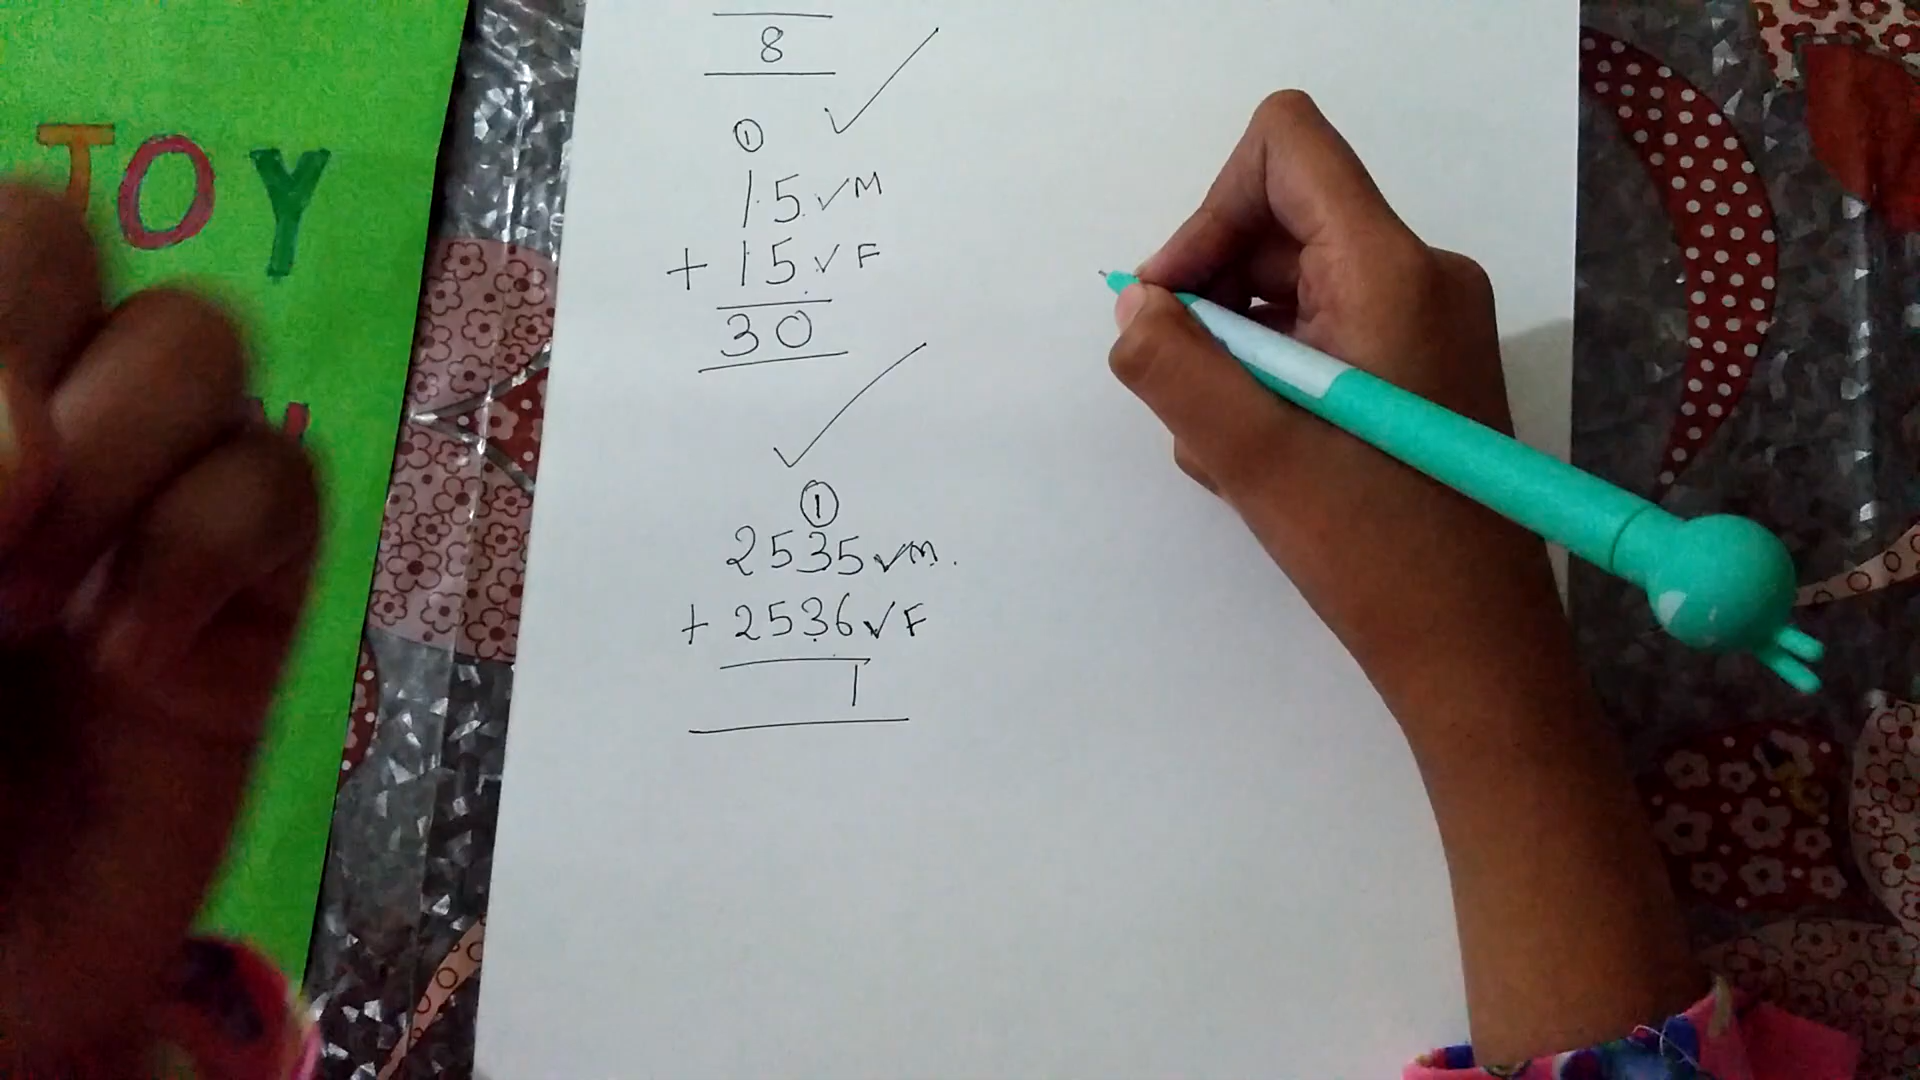 JOY
8
①
15 ✓ M
+ 15 ✓ F
30
✓
①
2535 ✓ M.
+ 2536 ✓ F
1